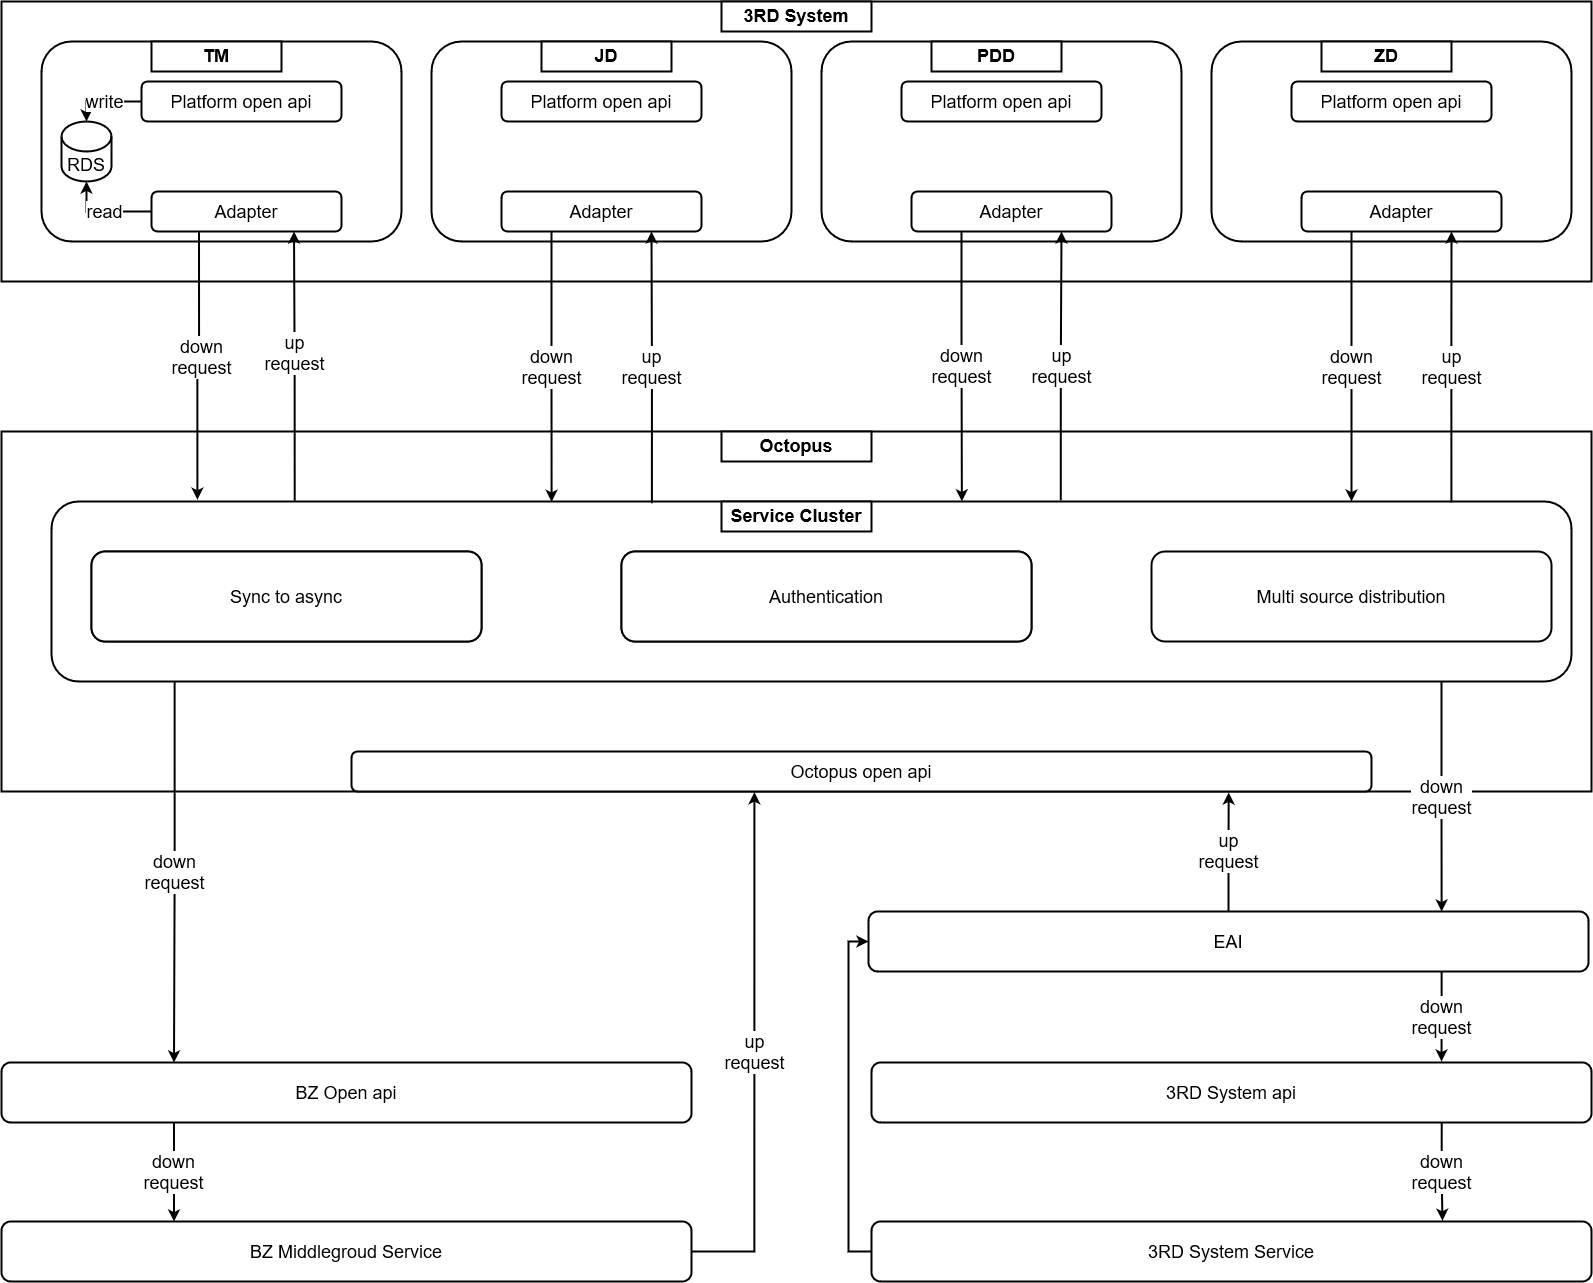 3RD System
TM
JD
PDD
ZD
Platform open api
Platform open api
Platform open api
Platform open api
write
RDS
read
Adapter
Adapter
Adapter
Adapter
down
request
up
request
down
request
up
request
down
request
up
request
down
request
up
request
Octopus
Service Cluster
Sync to async
Authentication
Multi source distribution
Octopus open api
down
request
up
request
down
request
EAI
down
request
up
request
BZ Open api
3RD System api
down
request
down
request
BZ Middlegroud Service
3RD System Service